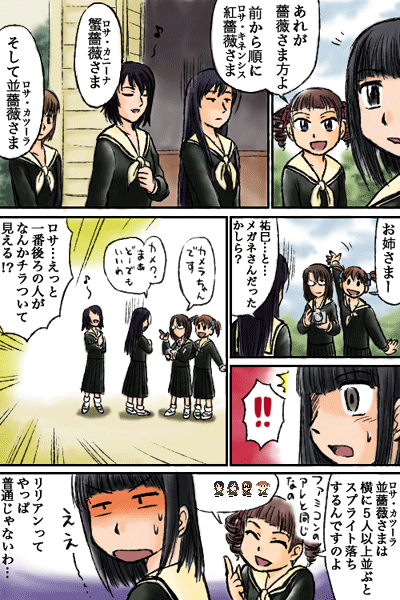 あれが
薔薇さま方よ
前から順に
ロサ・キネンシス
紅薔薇さま
♪
ロサ・カニーナ
蟹薔薇さま
ロサ・カツーラ
そして並薔薇さま
お姉さまー
祐巳…と…
メガネさんだった
かしら?
カメラちゃん
です
カメ?
まあ
どーでも
いいわ
♪
ロサ…えっと
一番後ろの人が
なんかチラついて
見える!?
!!
ロサ・カツーラ
並薔薇さまは
横に5人以上並ぶと
スプライト落ち
するんですのよ
ファミコンの
アレと同じ
なの
えー
リリアンって
やっぱ
普通じゃないわ…